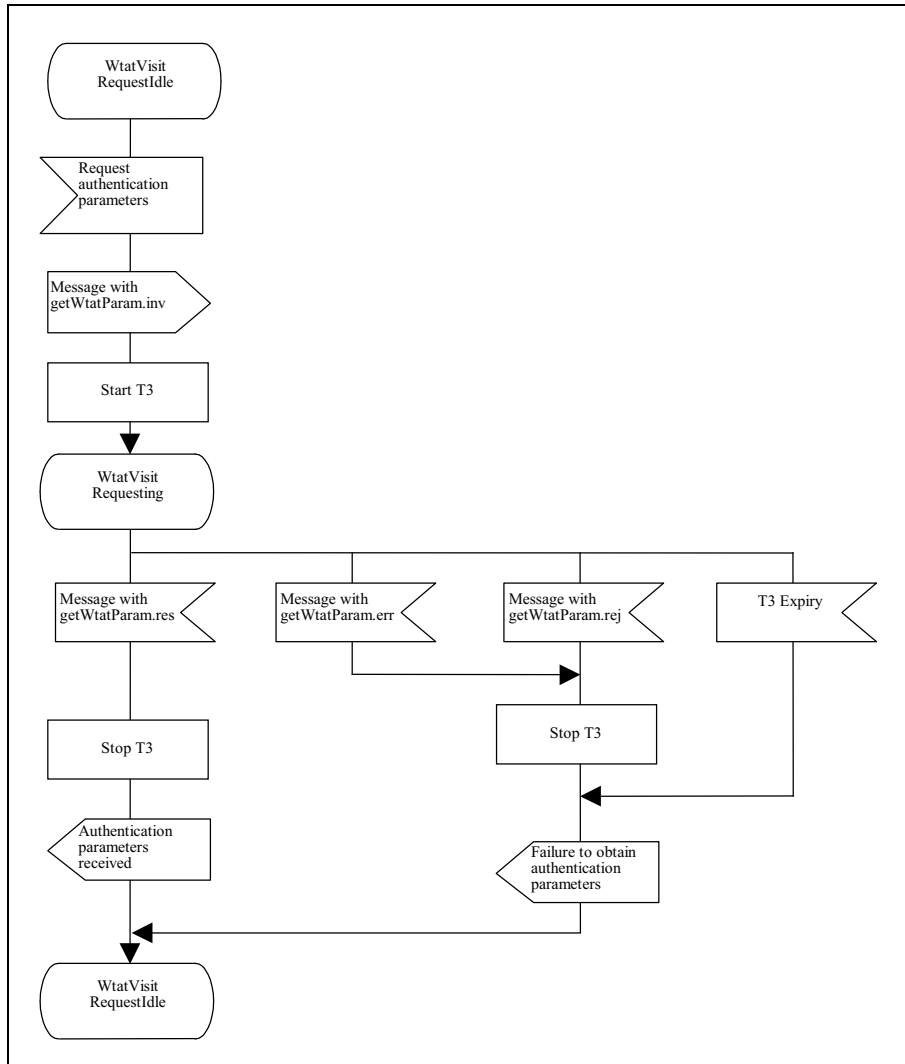 WtatVisit
RequestIdle
Request
authentication
parameters
Message with
getWtatParam.inv
Start T3
WtatVisit
Requesting
Message with
getWtatParam.res
Message with
getWtatParam.err
Message with
getWtatParam.rej
T3 Expiry
Stop T3
Stop T3
Authentication
parameters
received
Failure to obtain
authentication
parameters
WtatVisit
RequestIdle